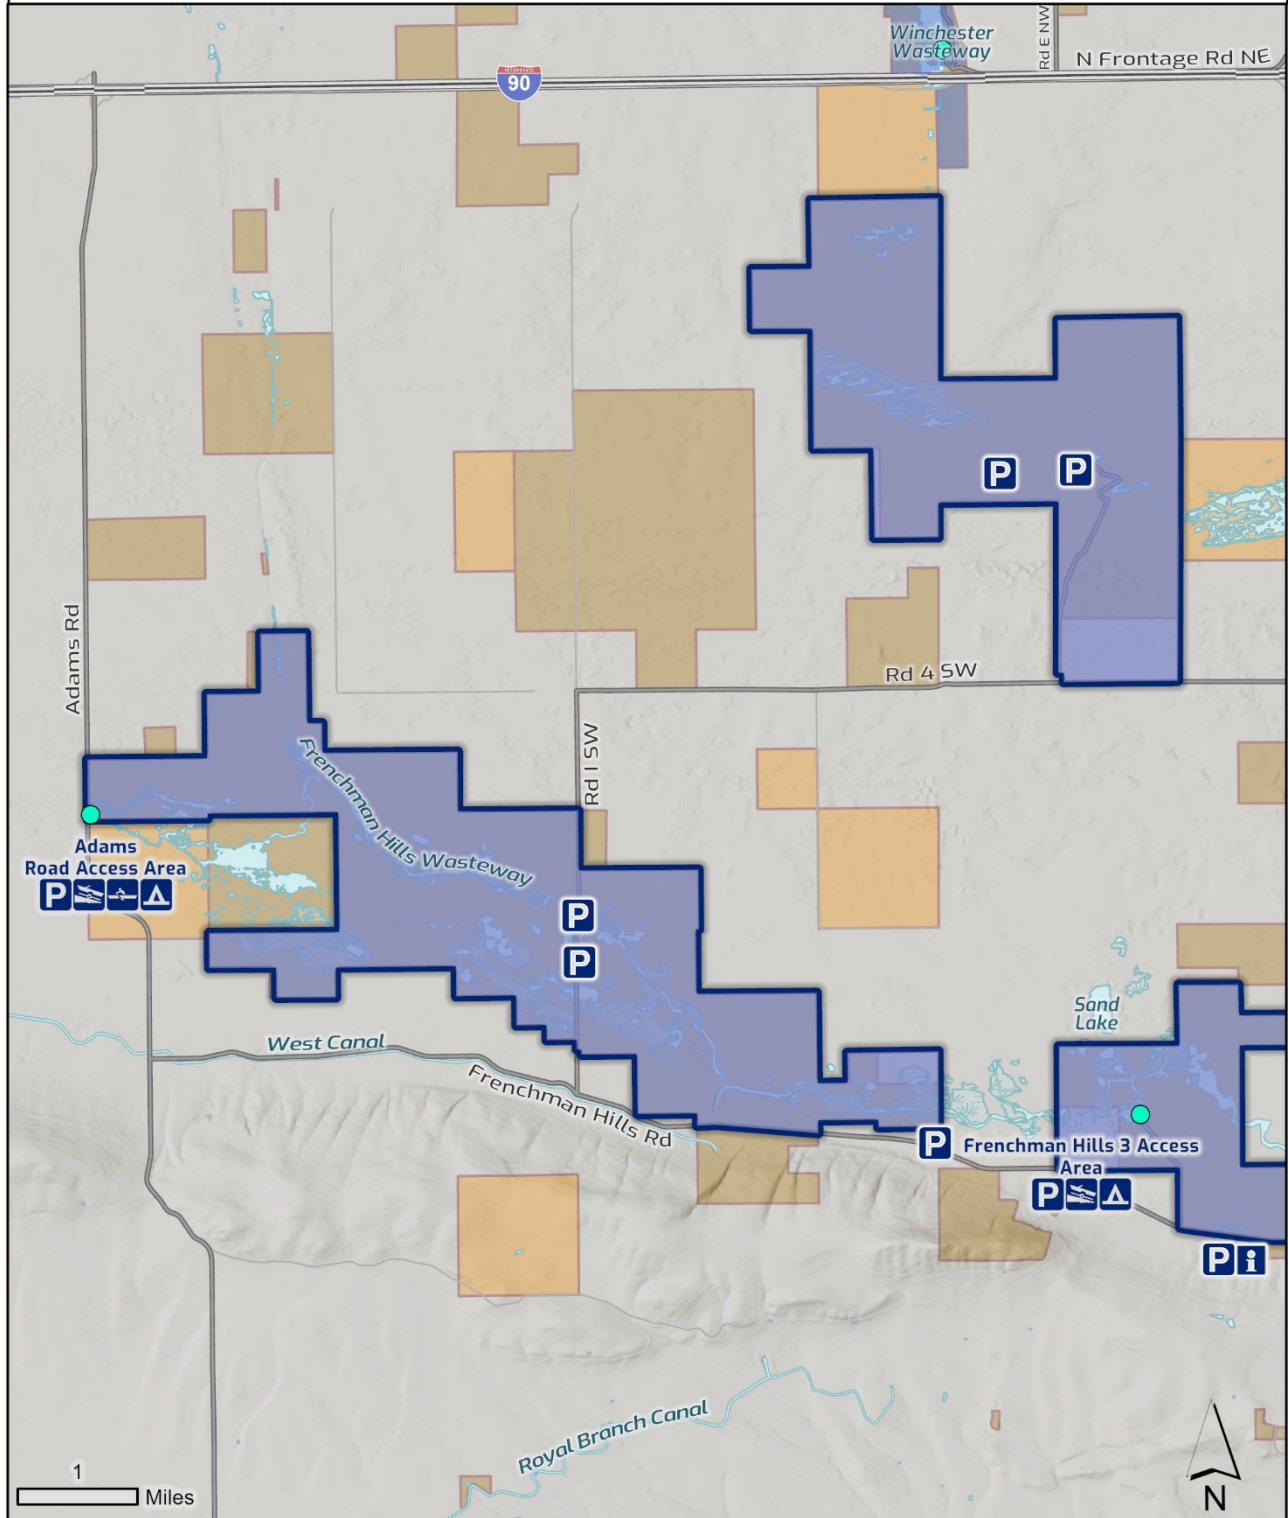 Winchester
Wasteway
Rd E NW
N Frontage Rd NE
INTERSTATE
90
P
P
Adams Rd
Rd 4 SW
Rd I SW
Frenchman Hills Wasteway
Adams
Road Access Area
P
P
P
Sand
Lake
West Canal
Frenchman Hills Rd
P
Frenchman Hills 3 Access
Area
P
P i
Royal Branch Canal
1
Miles
N